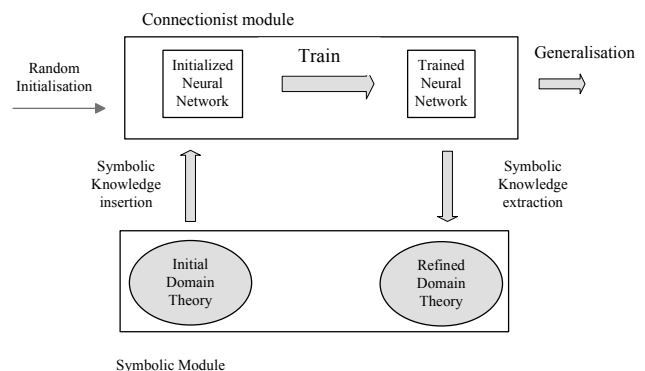 Connectionist module
Random
Initialisation
Initialized
Neural
Network
Train
Trained
Neural
Network
Generalisation
Symbolic
Knowledge
insertion
Symbolic
Knowledge
extraction
Initial
Domain
Theory
Refined
Domain
Theory
Symbolic Module